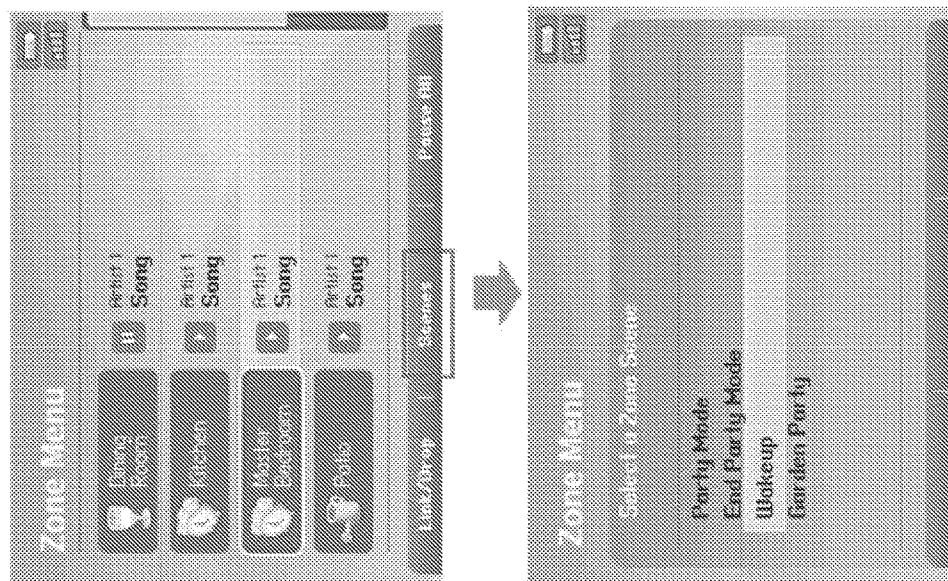 Zone Menu
Dining
Room
Artist 1
Song
Kitchen
Artist 1
Song
Master
Bedroom
Artist 1
Song
Patio
Artist 1
Song
Link/Drop
Scenes
Pause All
Zone Menu
Select a Zone Scene
Party Mode
End Party Mode
Wakeup
Garden Party